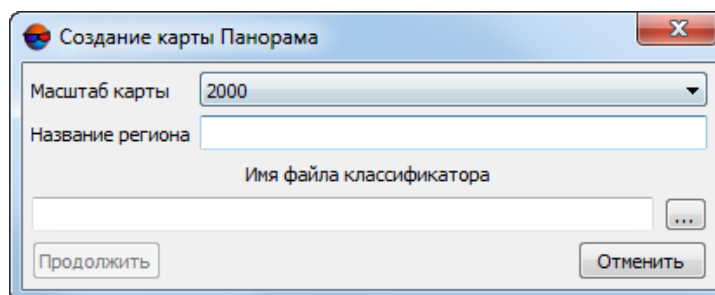 Создание карты Панорама
Масштаб карты 2000
Название региона
Имя файла классификатора
...
Продолжить Отменить